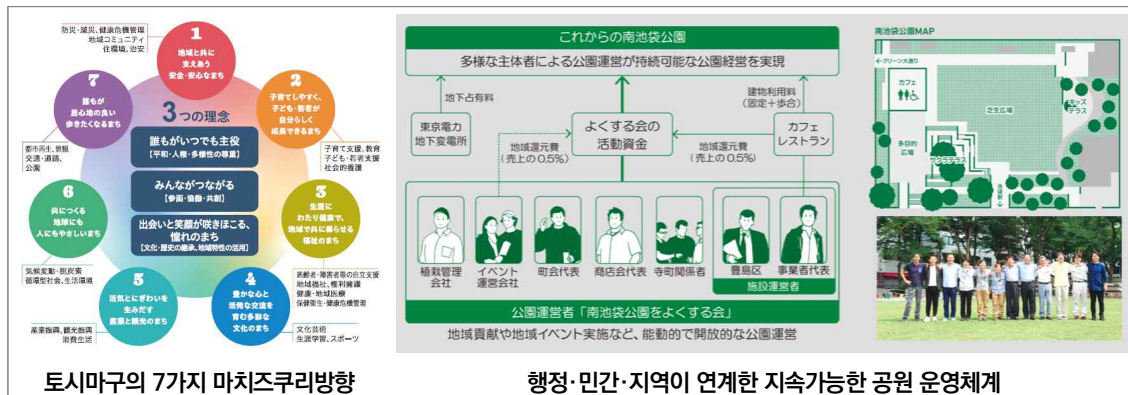 防災・減災、健康危機管理
地域コミュニティ
住環境、治安
1
地域と共に
支えあう
安全・安心なまち
2
子育てしやすく、
子ども・若者が
自分らしく
成長できるまち
子育て支援、教育
子ども・若者支援
社会的養護
3
生涯に
わたり健康で、
地域で共に暮らせる
福祉のまち
高齢者・障害者等の自立支援
地域福祉、権利擁護
健康・地域医療
保健衛生・健康危機管理
4
豊かな心と
活発な交流を
育む多彩な
文化のまち
文化芸術
生涯学習、スポーツ
5
活気とにぎわいを
生みだす
産業と観光のまち
産業振興、観光振興
消費生活
6
共につくる
地球にも
人にもやさしいまち
気候変動・脱炭素
循環型社会、生活環境
7
誰もが
居心地の良い
歩きたくなるまち
都市再生、景観
交通・道路、
公園
3つの理念
誰もがいつでも主役
【平和・人権・多様性の尊重】
みんながつながる
【参画・協働・共創】
出会いと笑顔が咲きほこる、
憧れのまち
【文化・歴史の継承、地域特性の活用】
토시마구의 7가지 마치즈쿠리방향
これからの南池袋公園
多様な主体者による公園運営が持続可能な公園経営を実現
地下占有料
建物利用料
(固定+歩合)
東京電力
地下変電所
よくする会の
活動資金
カフェ
レストラン
地域還元費
(売上の0.5%)
地域還元費
(売上の0.5%)
植栽管理
会社
イベント
運営会社
町会代表
商店会代表
寺町関係者
豊島区
事業者代表
施設運営者
公園運営者「南池袋公園をよくする会」
地域貢献や地域イベント実施など、能動的で開放的な公園運営
南池袋公園MAP
グリーン大通り
カフェ
芝生広場
キッズ
テラス
多目的
広場
サクラテラス
행정·민간·지역이 연계한 지속가능한 공원 운영체계